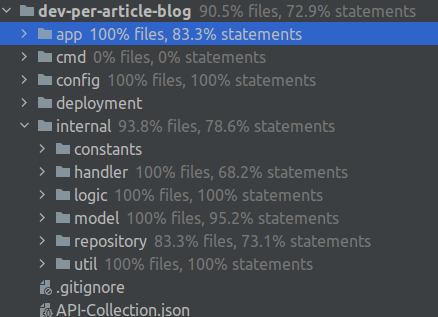 dev-per-article-blog 90.5% files, 72.9% statements
app 100% files, 83.3% statements
cmd 0% files, 0% statements
config 100% files, 100% statements
deployment
internal 93.8% files, 78.6% statements
constants
handler 100% files, 68.2% statements
logic 100% files, 100% statements
model 100% files, 95.2% statements
repository 83.3% files, 73.1% statements
util 100% files, 100% statements
.gitignore
API-Collection.json